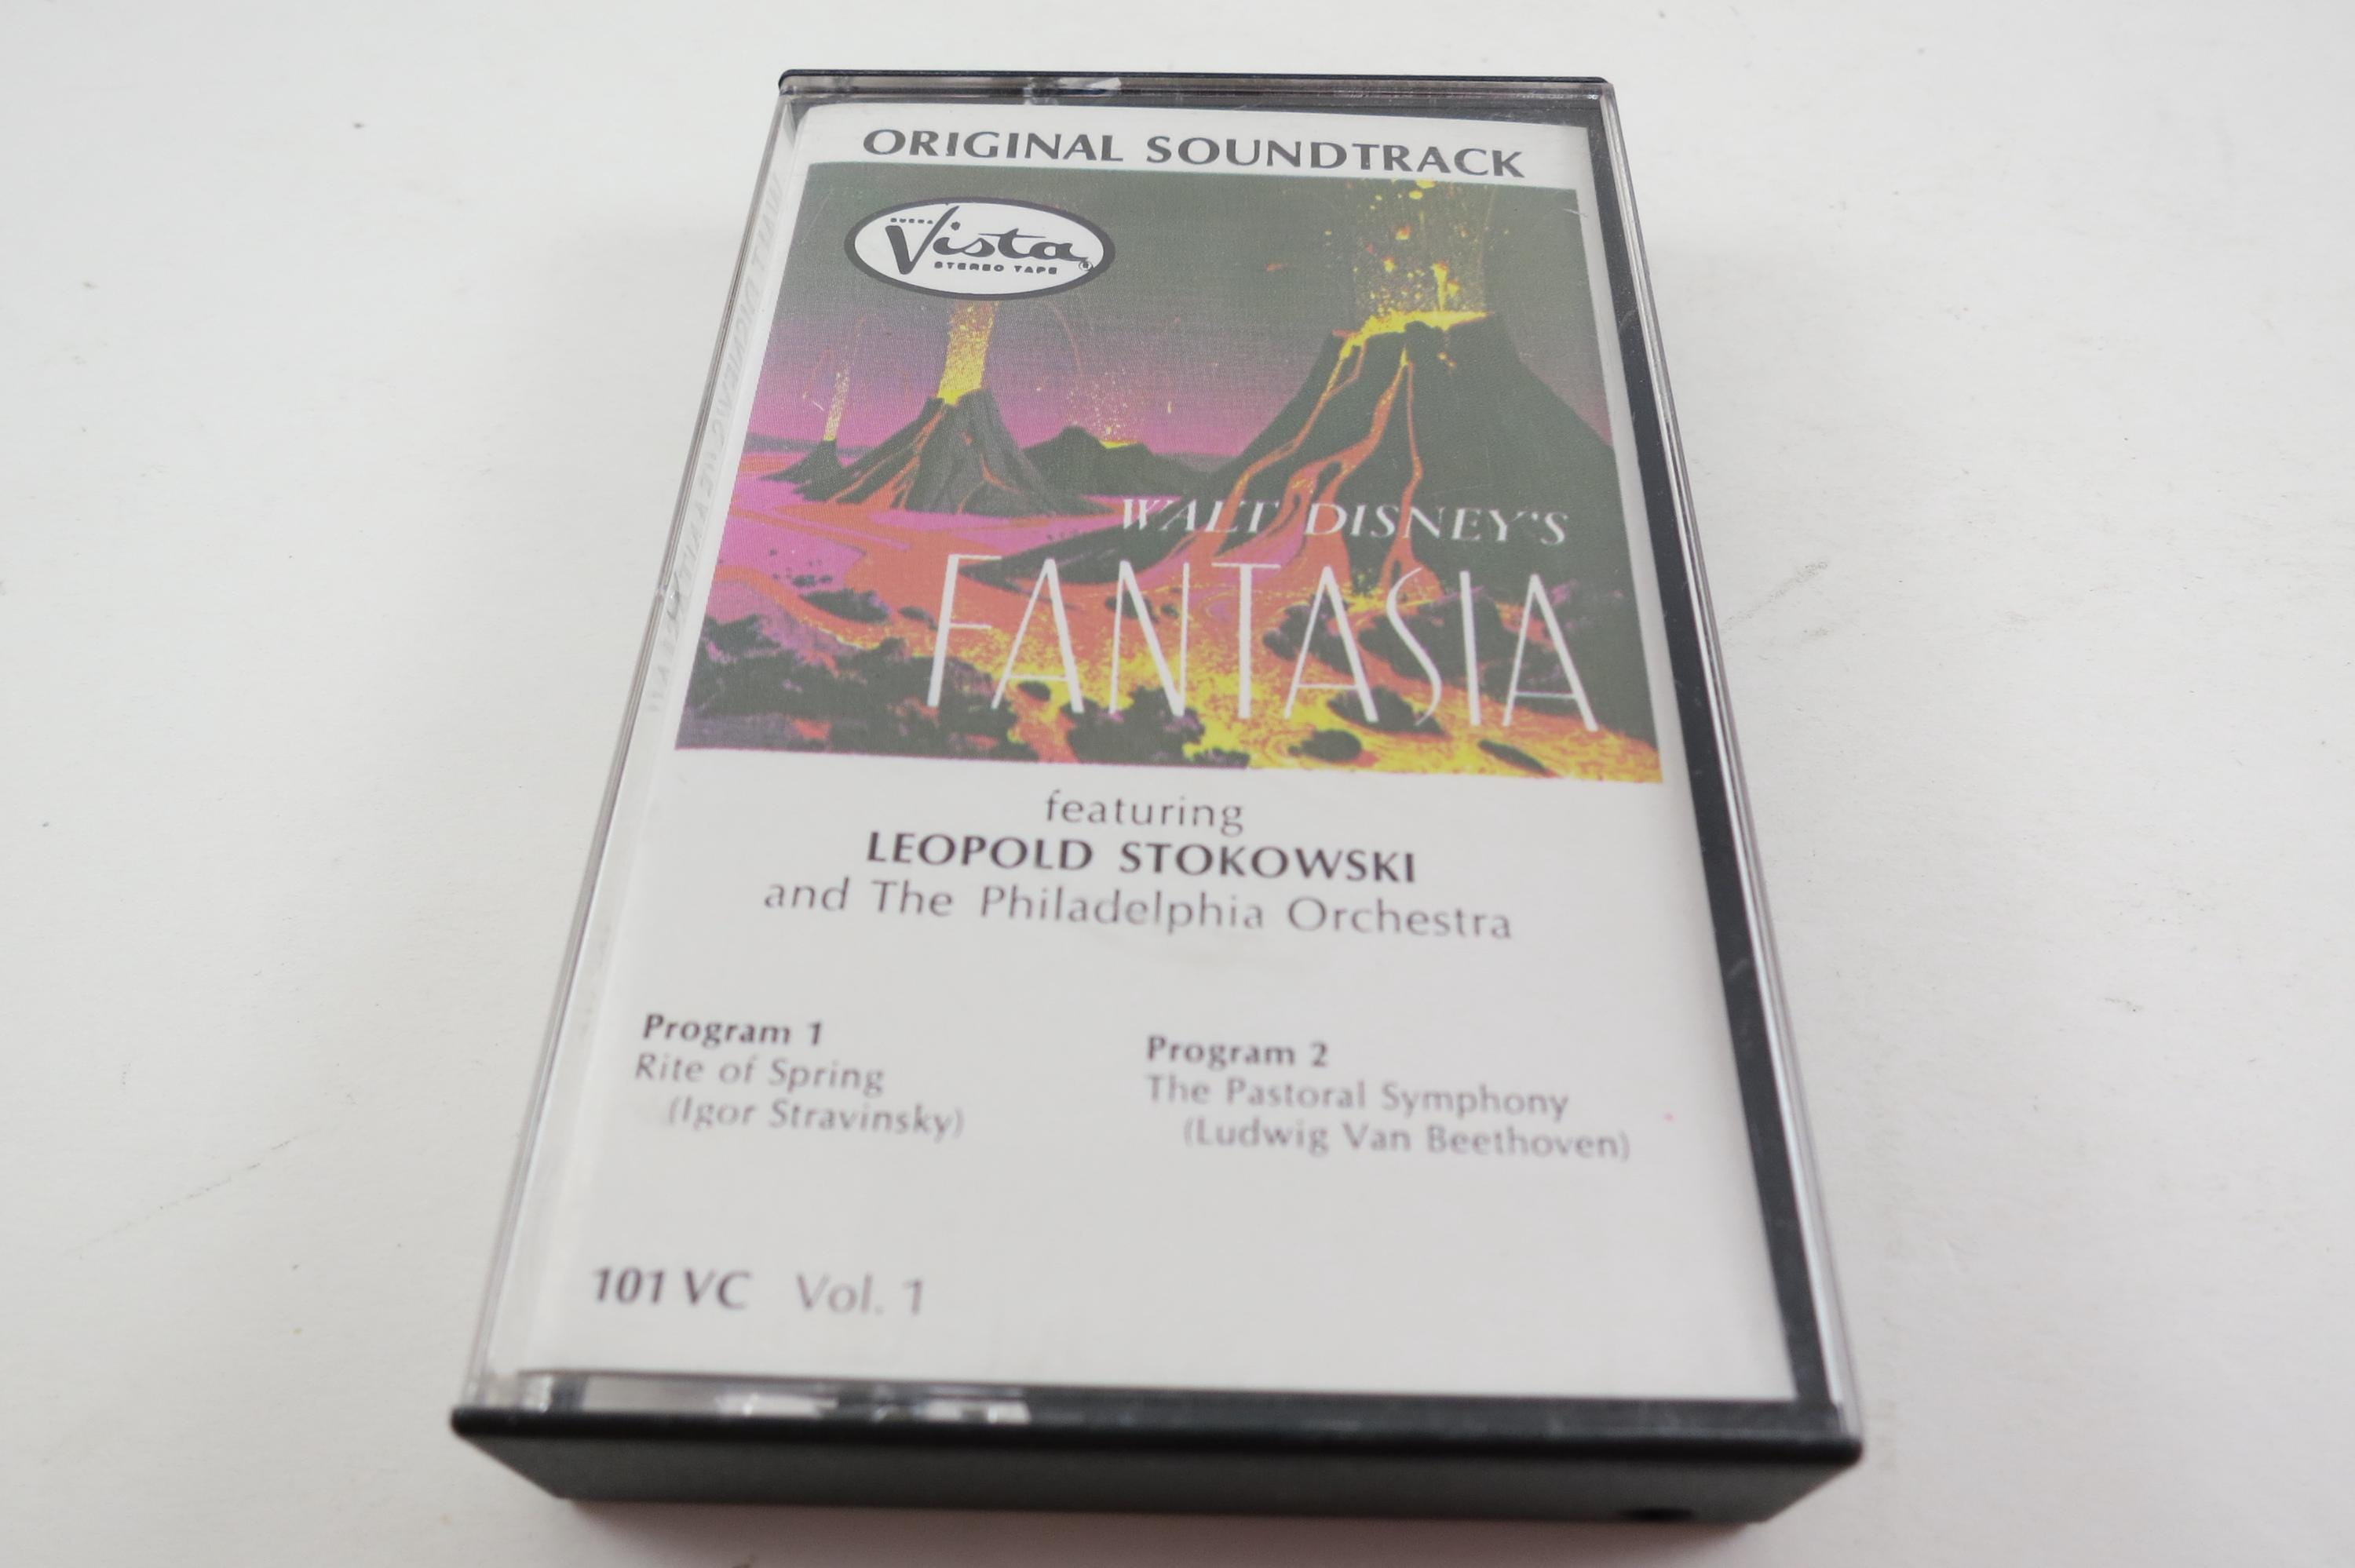 ORIGINAL SOUNDTRACK
BUENA
Vista
STEREO TAPE
WALT DISNEY'S
FANTASIA
featuring
LEOPOLD STOKOWSKI
and The Philadelphia Orchestra
Program 1
Rite of Spring
(Igor Stravinsky)
Program 2
The Pastoral Symphony
(Ludwig Van Beethoven)
101 VC Vol. 1